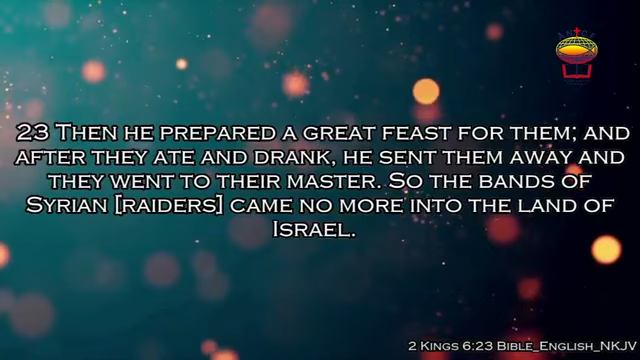 23 Then he prepared a great feast for them; and
after they ate and drank, he sent them away and
they went to their master. So the bands of
Syrian [raiders] came no more into the land of
Israel.
2 Kings 6:23 Bible_English_NKJV